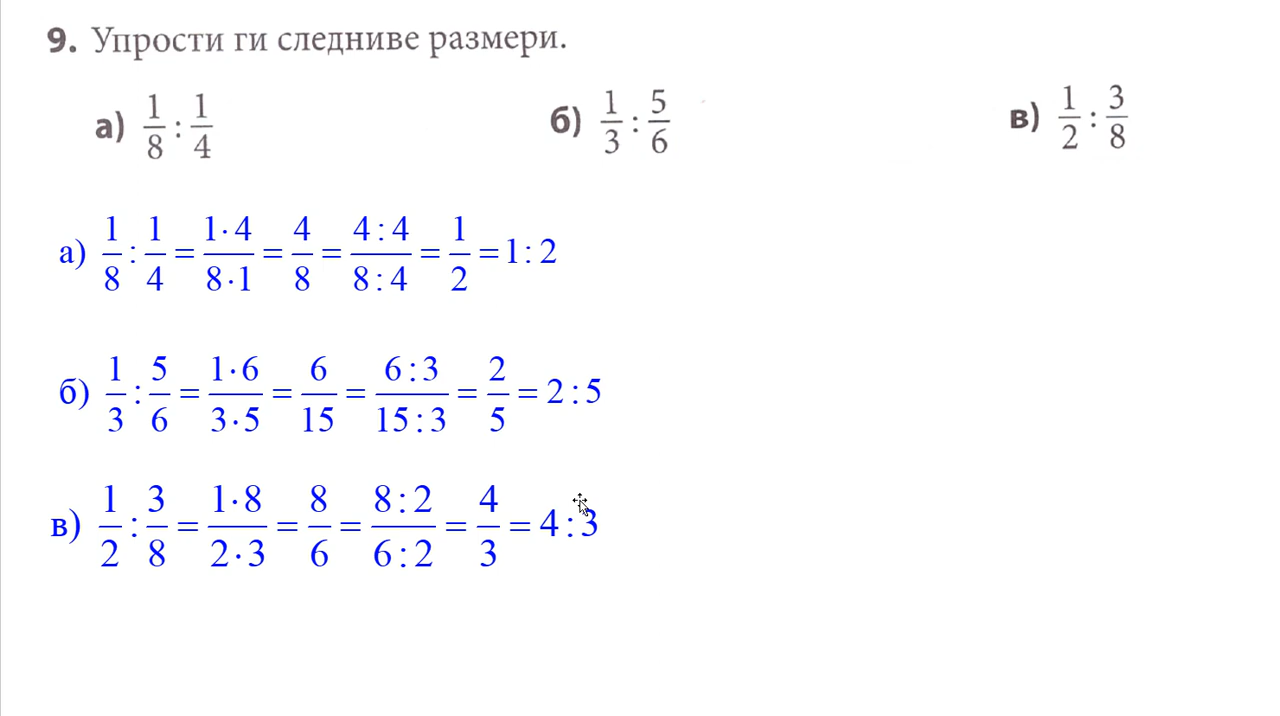 9. Упрости ги следниве размери.
а) 1/8 : 1/4 б) 1/3 : 5/6 в) 1/2 : 3/8
а) 1/8 : 1/4 = 1·4/8·1 = 4/8 = 4:4/8:4 = 1/2 = 1:2
б) 1/3 : 5/6 = 1·6/3·5 = 6/15 = 6:3/15:3 = 2/5 = 2:5
в) 1/2 : 3/8 = 1·8/2·3 = 8/6 = 8:2/6:2 = 4/3 = 4:3